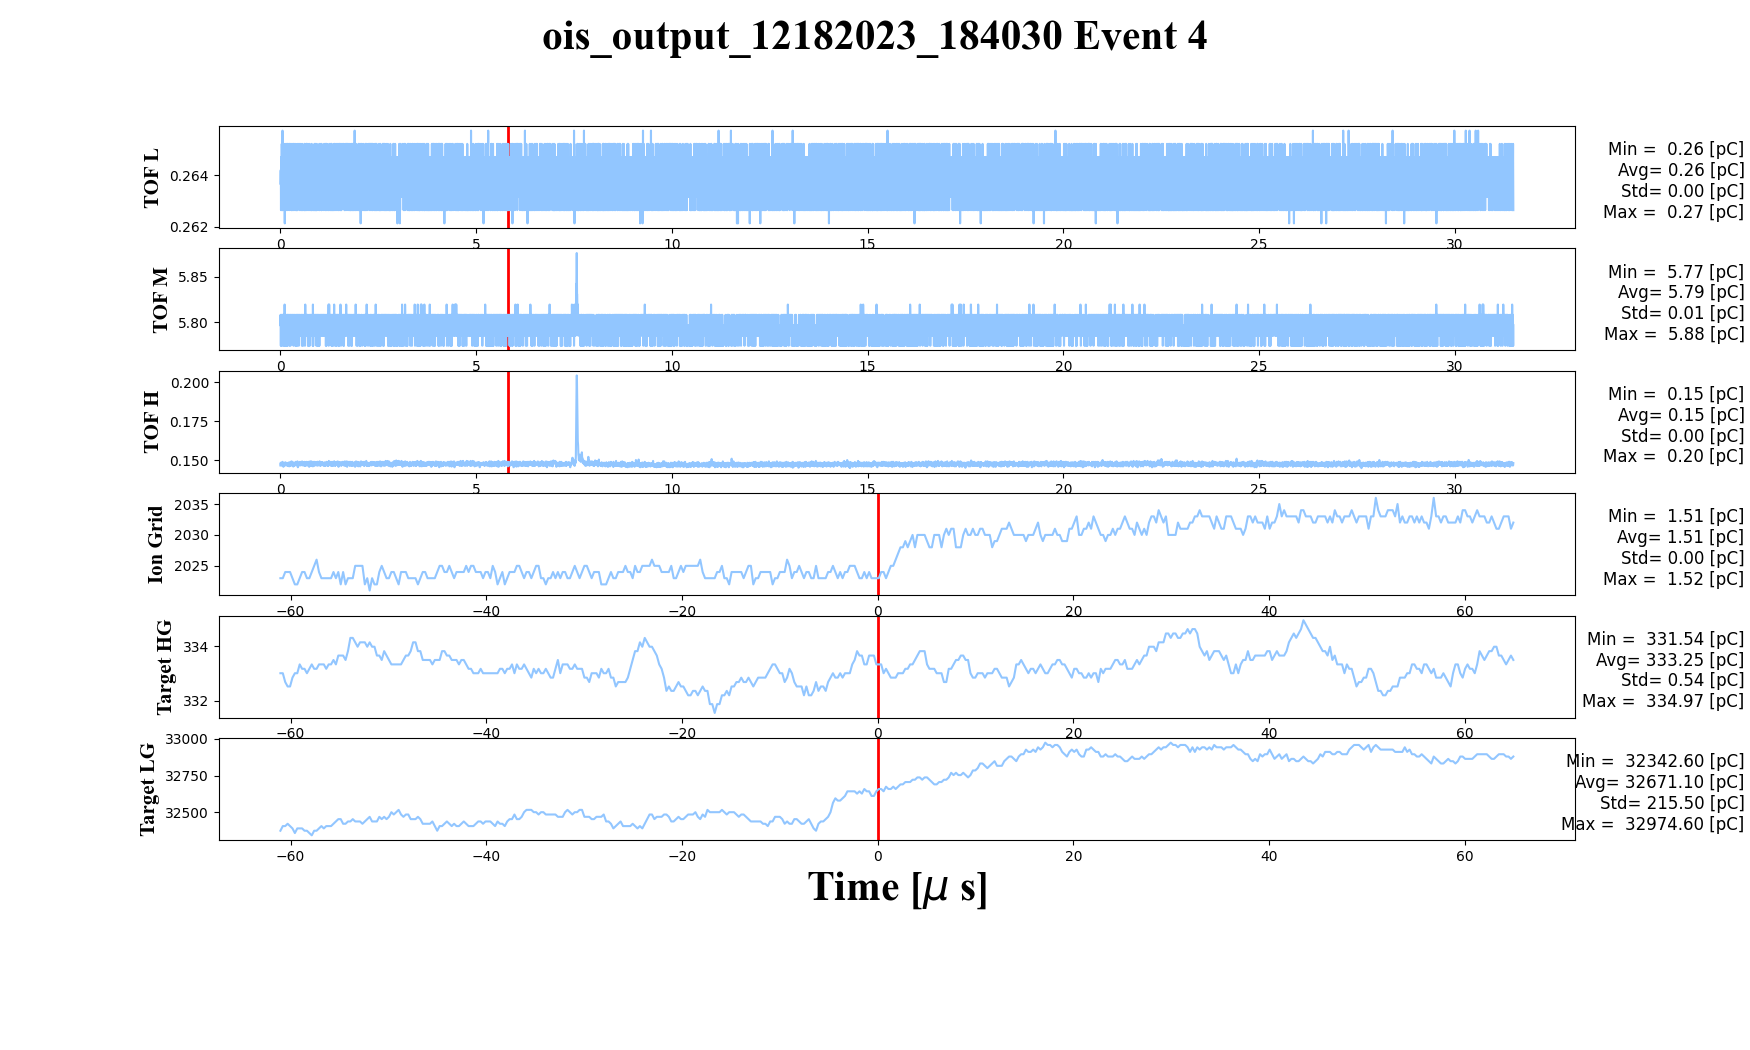 ois_output_12182023_184030 Event 4
TOF L
0.264
0.262
0 5 10 15 20 25 30
Min = 0.26 [pC]
Avg= 0.26 [pC]
Std= 0.00 [pC]
Max = 0.27 [pC]
TOF M
5.85
5.80
0 5 10 15 20 25 30
Min = 5.77 [pC]
Avg= 5.79 [pC]
Std= 0.01 [pC]
Max = 5.88 [pC]
TOF H
0.200
0.175
0.150
0 5 10 15 20 25 30
Min = 0.15 [pC]
Avg= 0.15 [pC]
Std= 0.00 [pC]
Max = 0.20 [pC]
Ion Grid
2035
2030
2025
−60 −40 −20 0 20 40 60
Min = 1.51 [pC]
Avg= 1.51 [pC]
Std= 0.00 [pC]
Max = 1.52 [pC]
Target HG
334
332
−60 −40 −20 0 20 40 60
Min = 331.54 [pC]
Avg= 333.25 [pC]
Std= 0.54 [pC]
Max = 334.97 [pC]
Target LG
33000
32750
32500
−60 −40 −20 0 20 40 60
Min = 32342.60 [pC]
Avg= 32671.10 [pC]
Std= 215.50 [pC]
Max = 32974.60 [pC]
Time [μ s]